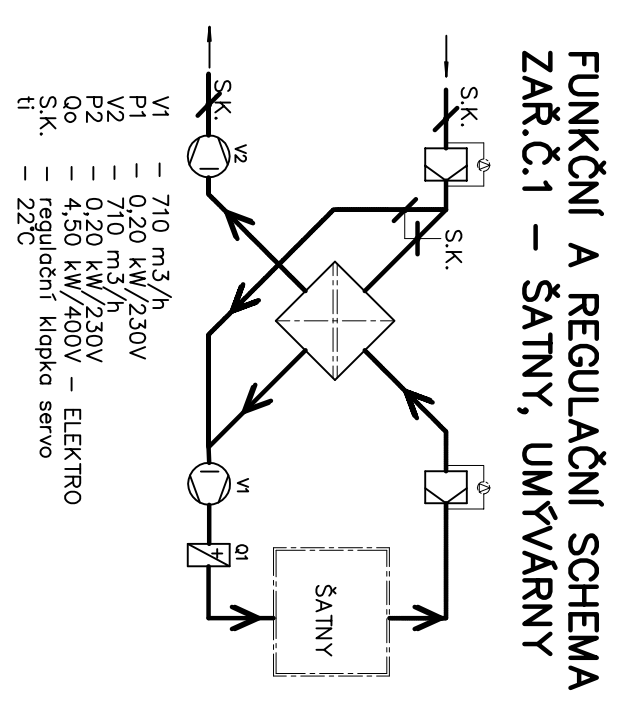 FUNKČNÍ A REGULAČNÍ SCHEMA
ZAŘ.Č.1 – ŠATNY, UMÝVÁRNY
S.K.
S.K.
S.K.
V2
V1
Q1
ŠATNY
V1 – 710 m3/h
P1 – 0,20 kW/230V
V2 – 710 m3/h
P2 – 0,20 kW/230V
Qo – 4,50 kW/400V – ELEKTRO
S.K. – regulační klapka servo
ti – 22°C